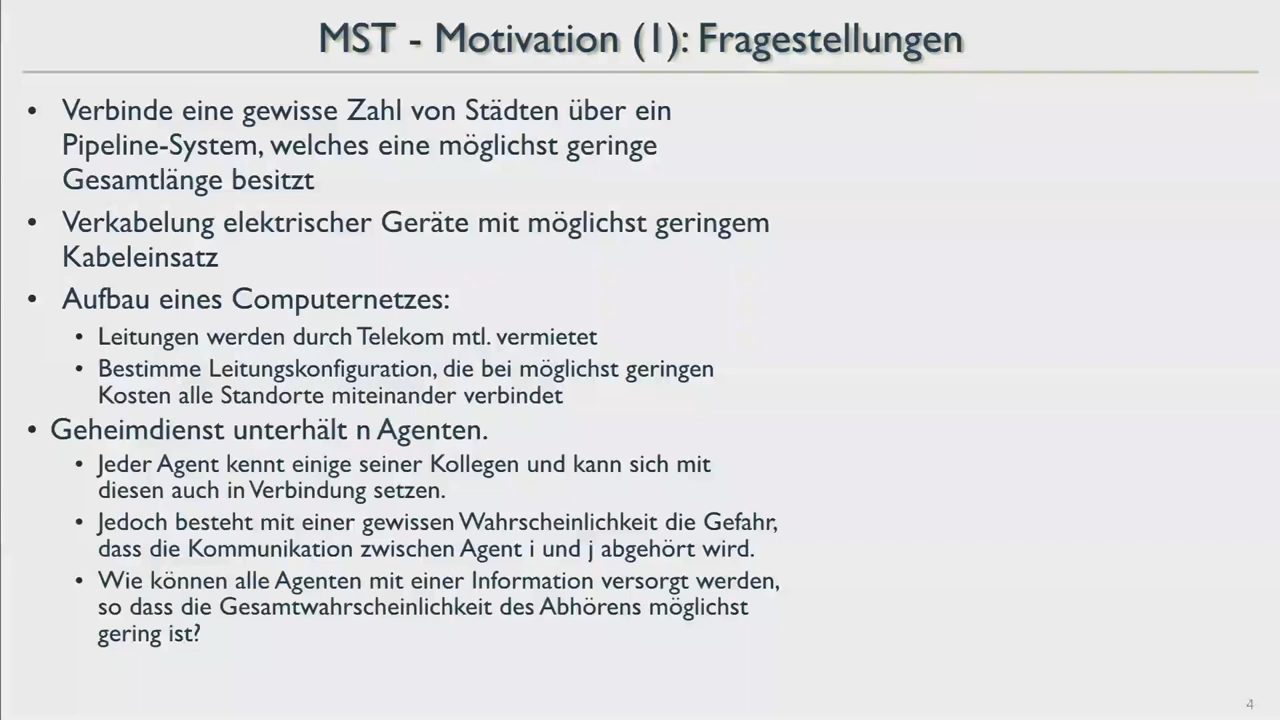 MST - Motivation (1): Fragestellungen
• Verbinde eine gewisse Zahl von Städten über ein
Pipeline-System, welches eine möglichst geringe
Gesamtlänge besitzt
• Verkabelung elektrischer Geräte mit möglichst geringem
Kabeleinsatz
• Aufbau eines Computernetzes:
• Leitungen werden durch Telekom mtl. vermietet
• Bestimme Leitungskonfiguration, die bei möglichst geringen
Kosten alle Standorte miteinander verbindet
• Geheimdienst unterhält n Agenten.
• Jeder Agent kennt einige seiner Kollegen und kann sich mit
diesen auch in Verbindung setzen.
• Jedoch besteht mit einer gewissen Wahrscheinlichkeit die Gefahr,
dass die Kommunikation zwischen Agent i und j abgehört wird.
• Wie können alle Agenten mit einer Information versorgt werden,
so dass die Gesamtwahrscheinlichkeit des Abhörens möglichst
gering ist?
4